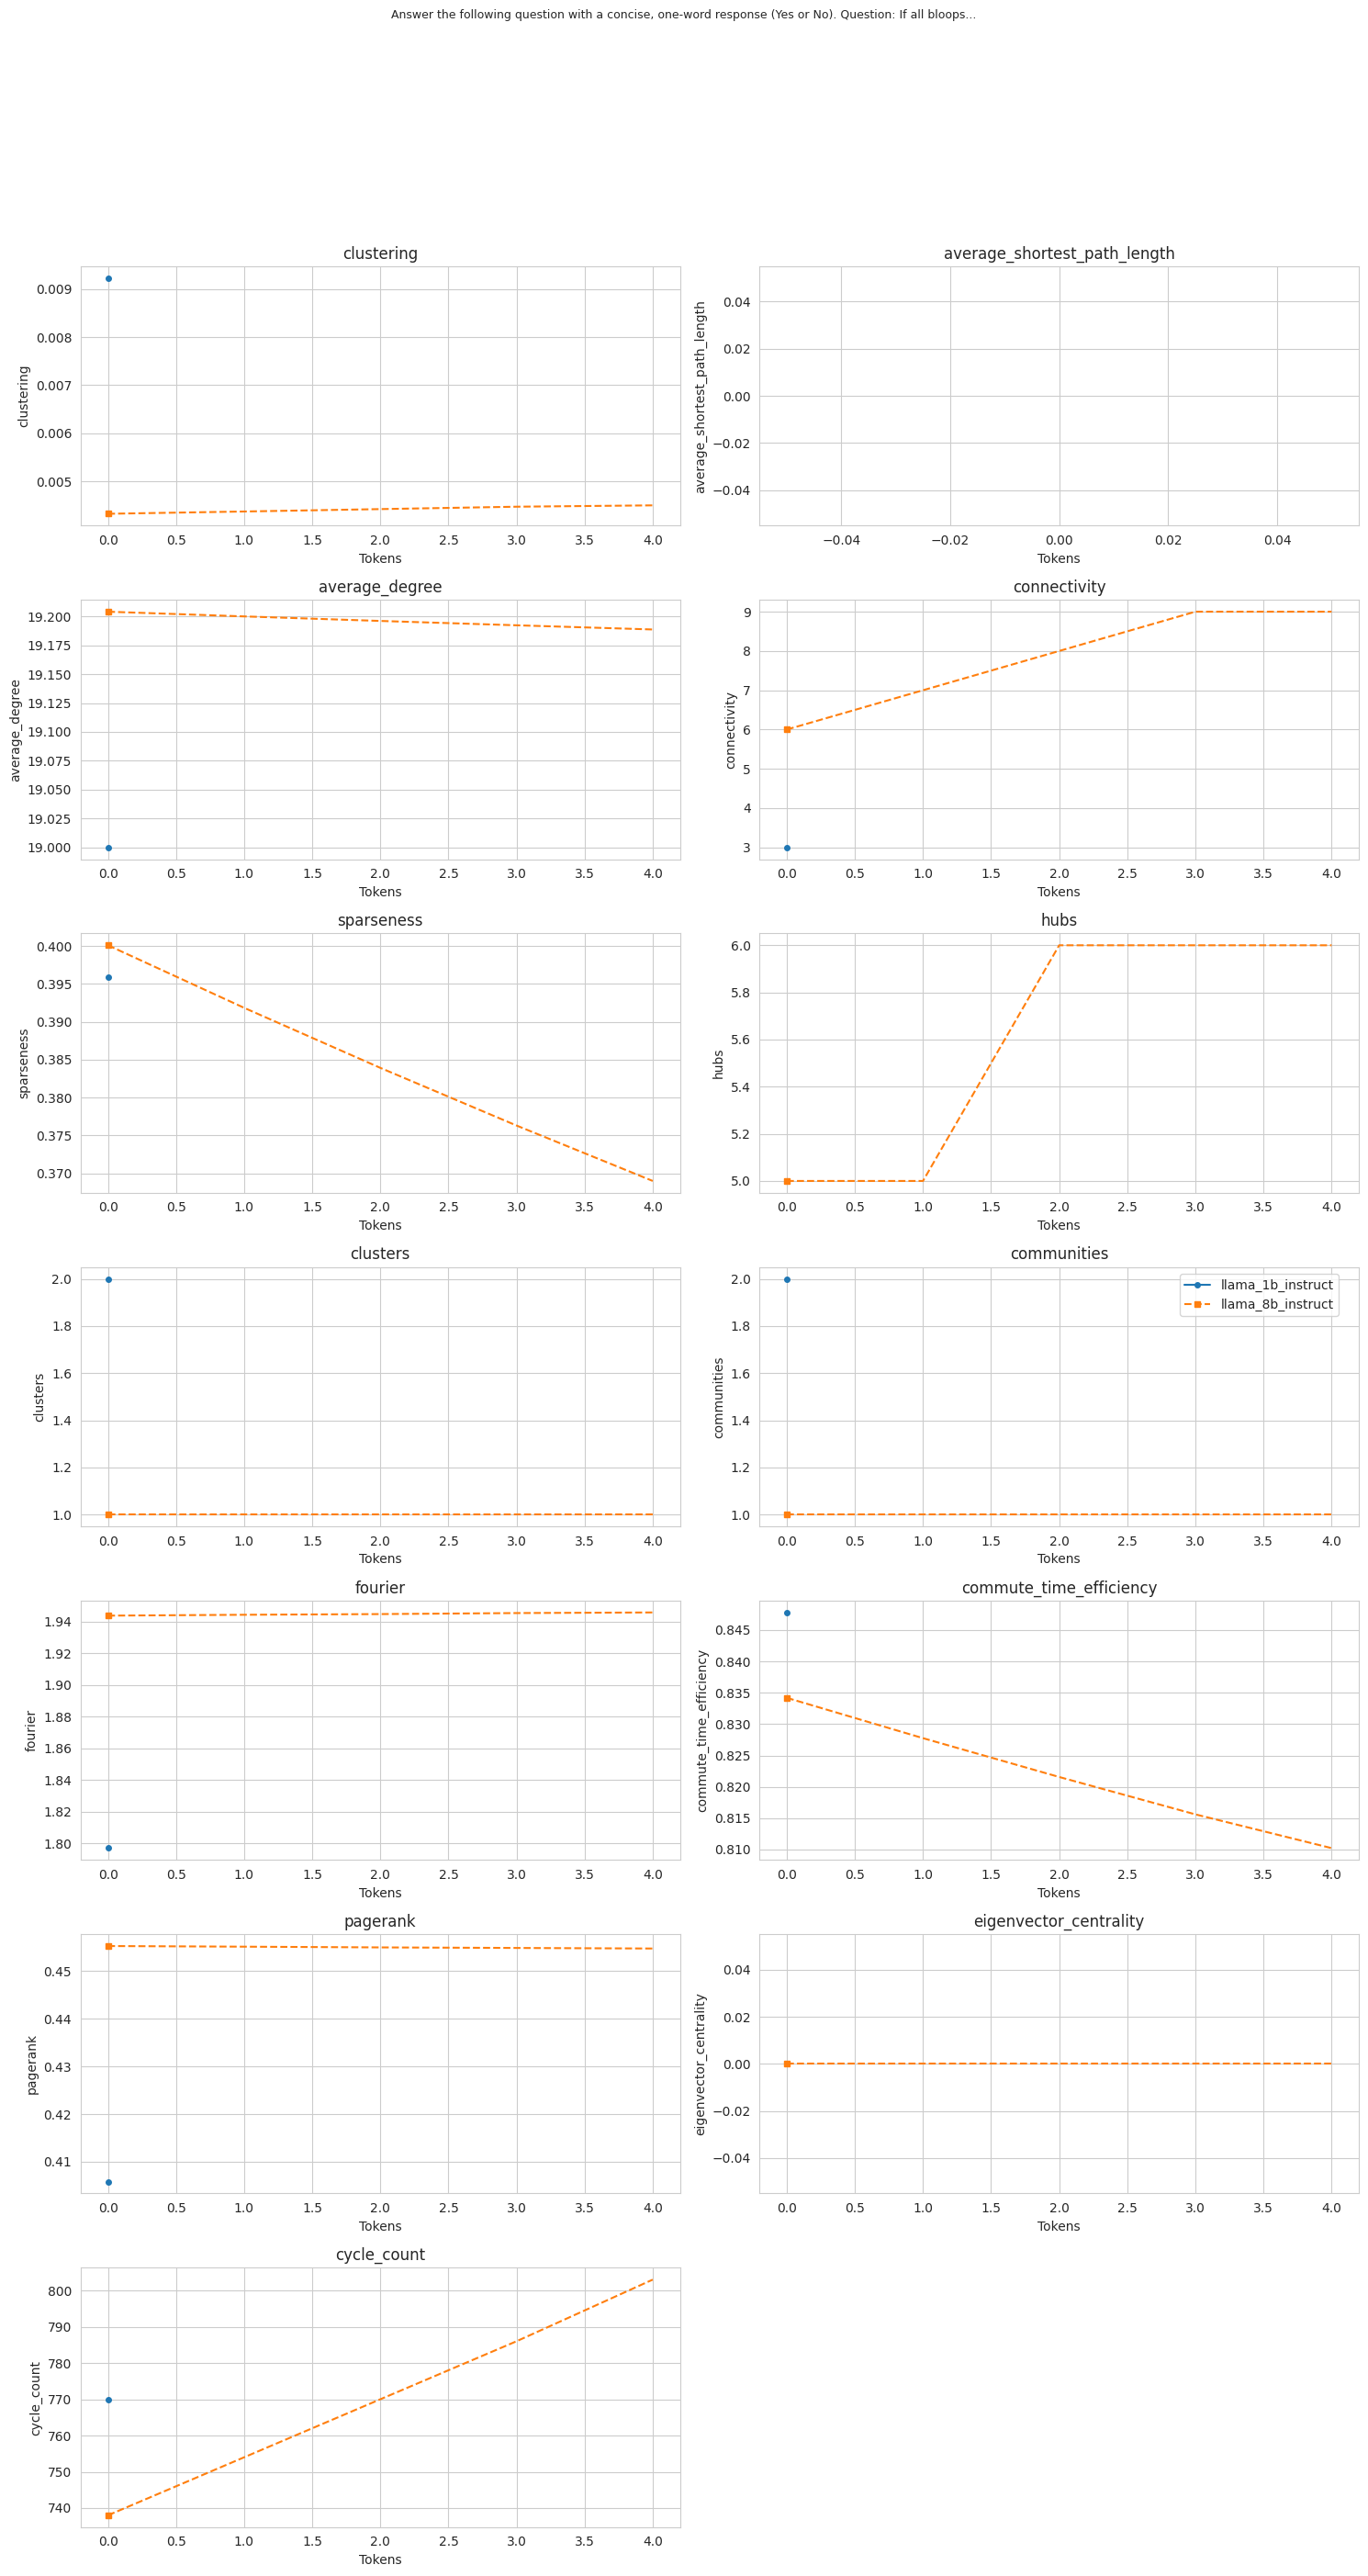 Answer the following question with a concise, one-word response (Yes or No). Question: If all bloops...
clustering
clustering
0.009
0.008
0.007
0.006
0.005
0.0 0.5 1.0 1.5 2.0 2.5 3.0 3.5 4.0
Tokens
average_shortest_path_length
average_shortest_path_length
0.04
0.02
0.00
−0.02
−0.04
−0.04 −0.02 0.00 0.02 0.04
Tokens
average_degree
average_degree
19.200
19.175
19.150
19.125
19.100
19.075
19.050
19.025
19.000
0.0 0.5 1.0 1.5 2.0 2.5 3.0 3.5 4.0
Tokens
connectivity
connectivity
9
8
7
6
5
4
3
0.0 0.5 1.0 1.5 2.0 2.5 3.0 3.5 4.0
Tokens
sparseness
sparseness
0.400
0.395
0.390
0.385
0.380
0.375
0.370
0.0 0.5 1.0 1.5 2.0 2.5 3.0 3.5 4.0
Tokens
hubs
hubs
6.0
5.8
5.6
5.4
5.2
5.0
0.0 0.5 1.0 1.5 2.0 2.5 3.0 3.5 4.0
Tokens
clusters
clusters
2.0
1.8
1.6
1.4
1.2
1.0
0.0 0.5 1.0 1.5 2.0 2.5 3.0 3.5 4.0
Tokens
communities
communities
2.0
1.8
1.6
1.4
1.2
1.0
llama_1b_instruct
llama_8b_instruct
0.0 0.5 1.0 1.5 2.0 2.5 3.0 3.5 4.0
Tokens
fourier
fourier
1.94
1.92
1.90
1.88
1.86
1.84
1.82
1.80
0.0 0.5 1.0 1.5 2.0 2.5 3.0 3.5 4.0
Tokens
commute_time_efficiency
commute_time_efficiency
0.845
0.840
0.835
0.830
0.825
0.820
0.815
0.810
0.0 0.5 1.0 1.5 2.0 2.5 3.0 3.5 4.0
Tokens
pagerank
pagerank
0.45
0.44
0.43
0.42
0.41
0.0 0.5 1.0 1.5 2.0 2.5 3.0 3.5 4.0
Tokens
eigenvector_centrality
eigenvector_centrality
0.04
0.02
0.00
−0.02
−0.04
0.0 0.5 1.0 1.5 2.0 2.5 3.0 3.5 4.0
Tokens
cycle_count
cycle_count
800
790
780
770
760
750
740
0.0 0.5 1.0 1.5 2.0 2.5 3.0 3.5 4.0
Tokens